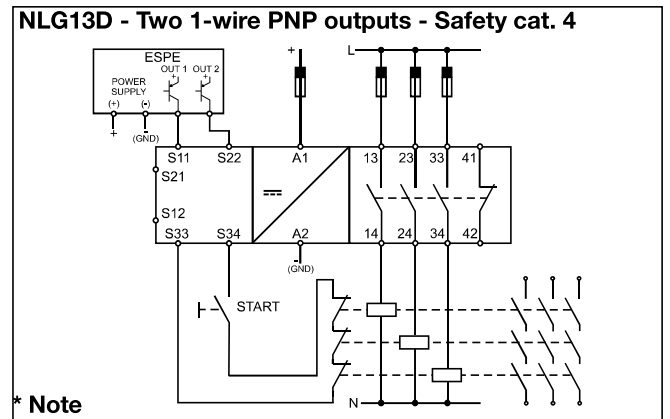 NLG13D - Two 1-wire PNP outputs - Safety cat. 4
ESPE
OUT 1 OUT 2
POWER
SUPPLY
(+) (-)
+ + + -
(GND)
+
L
S11 S22 A1 13 23 33 41
S21
S12
S33 S34 A2 14 24 34 42
-
(GND)
START
N
* Note